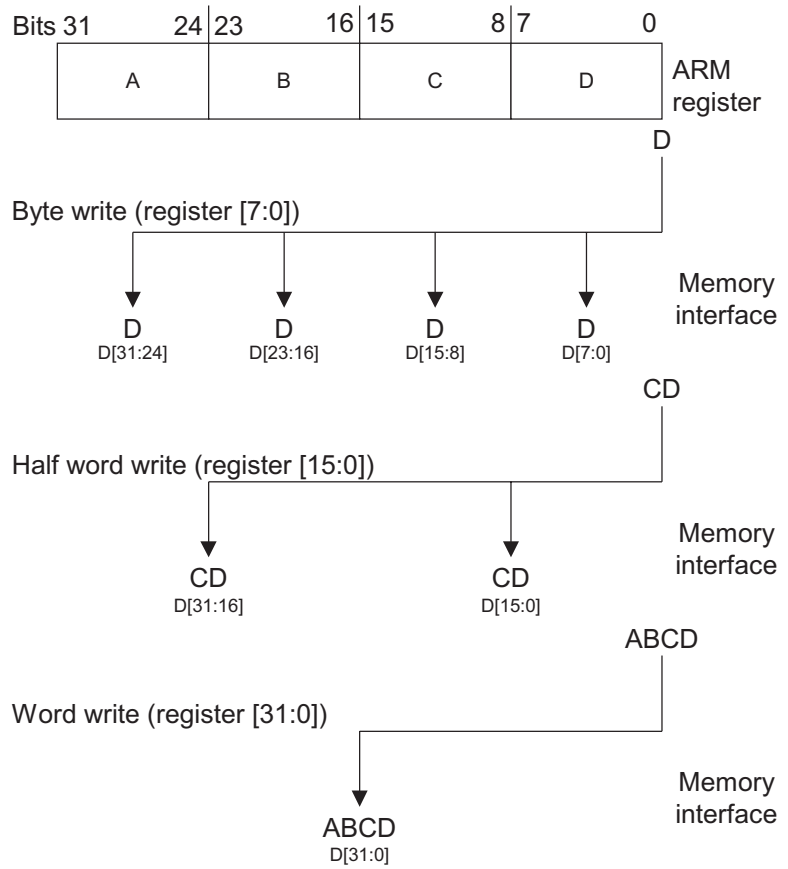 Bits 31 24 23 16 15 8 7 0
A B C D
ARM
register
D
Byte write (register [7:0])
Memory
interface
D D D D
D[31:24] D[23:16] D[15:8] D[7:0]
CD
Half word write (register [15:0])
Memory
interface
CD CD
D[31:16] D[15:0]
ABCD
Word write (register [31:0])
Memory
interface
ABCD
D[31:0]